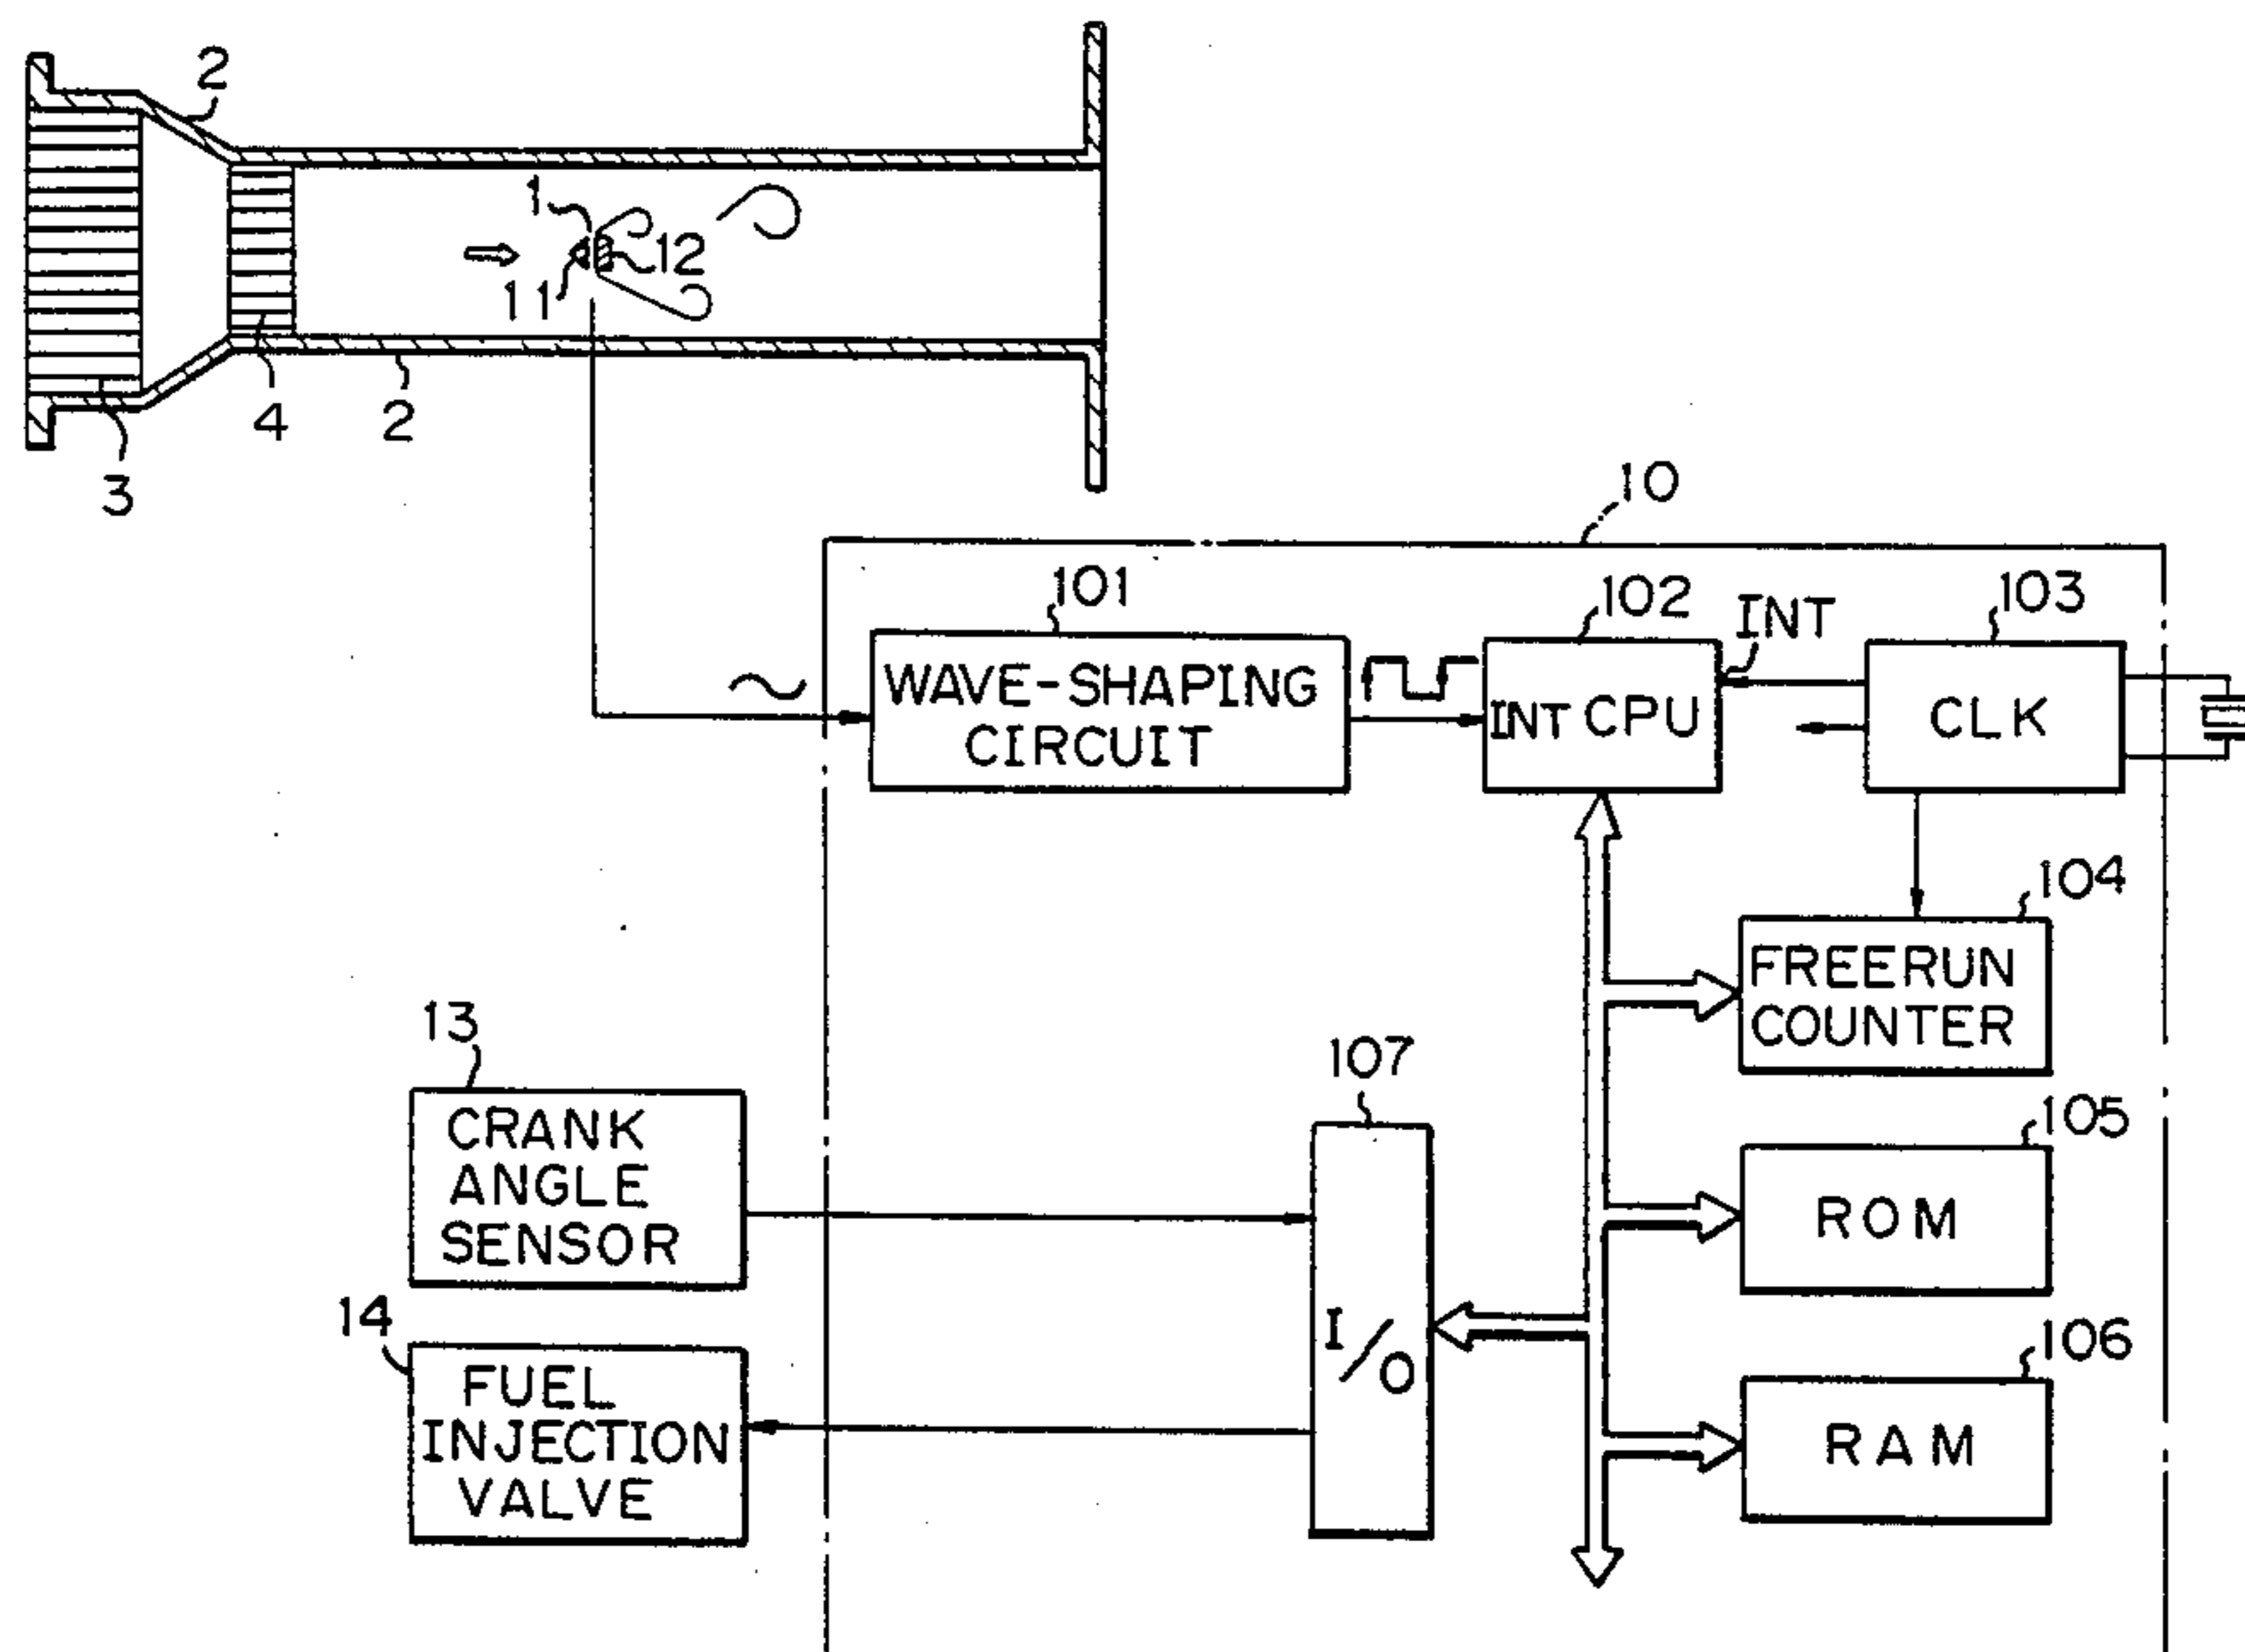 2
1
12
11
4
2
3
10
101
102
INT
103
WAVE-SHAPING
CIRCUIT
INT CPU
CLK
104
FREERUN
COUNTER
13
107
CRANK
ANGLE
SENSOR
105
ROM
14
I/O
106
FUEL
INJECTION
VALVE
RAM